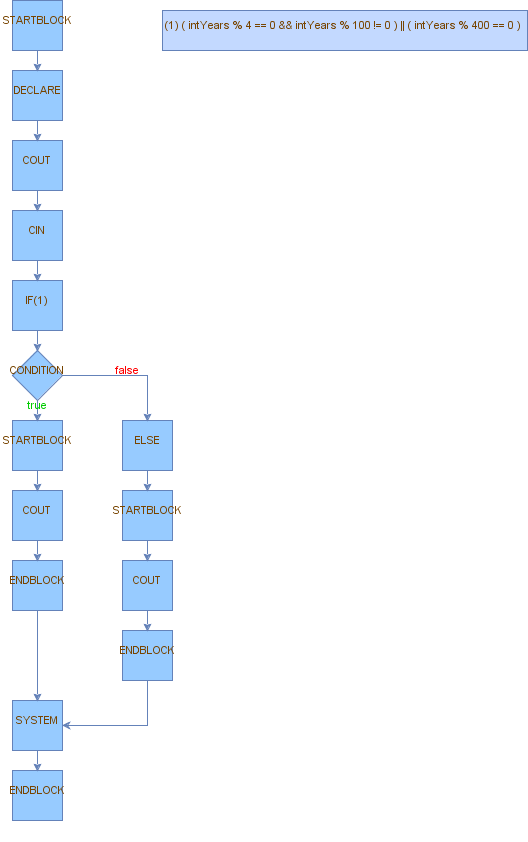 STARTBLOCK
(1) ( intYears % 4 == 0 && intYears % 100 != 0 ) || ( intYears % 400 == 0 )
DECLARE
COUT
CIN
IF(1)
CONDITION
false
true
STARTBLOCK
ELSE
COUT
STARTBLOCK
ENDBLOCK
COUT
ENDBLOCK
SYSTEM
ENDBLOCK